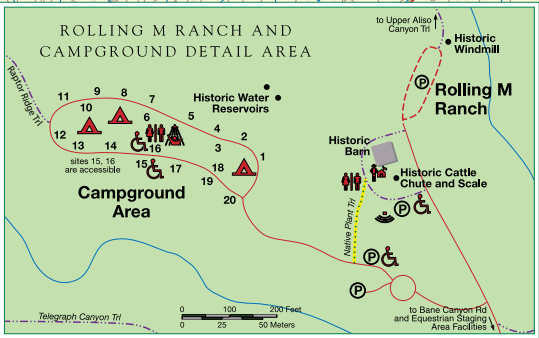 ROLLING M RANCH AND
CAMPGROUND DETAIL AREA
to Upper Aliso
Canyon Trl
Historic
Windmill
P
Rolling M
Ranch
Raptor Ridge Trl
11
9
8
7
10
6
5
4
2
12
13
14
16
3
1
15
17
18
19
20
sites 15, 16
are accessible
Historic Water
Reservoirs
Campground
Area
Historic
Barn
Historic Cattle
Chute and Scale
P
Native Plant Trl
P
P
Telegraph Canyon Trl
0 100 200 Feet
0 25 50 Meters
to Bane Canyon Rd
and Equestrian Staging
Area Facilities